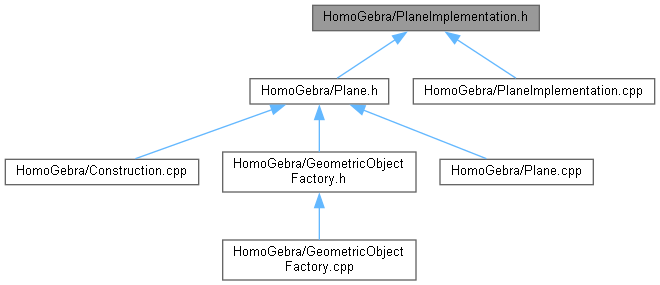 HomoGebra/PlaneImplementation.h
HomoGebra/Plane.h
HomoGebra/PlaneImplementation.cpp
HomoGebra/Construction.cpp
HomoGebra/GeometricObject
Factory.h
HomoGebra/Plane.cpp
HomoGebra/GeometricObject
Factory.cpp